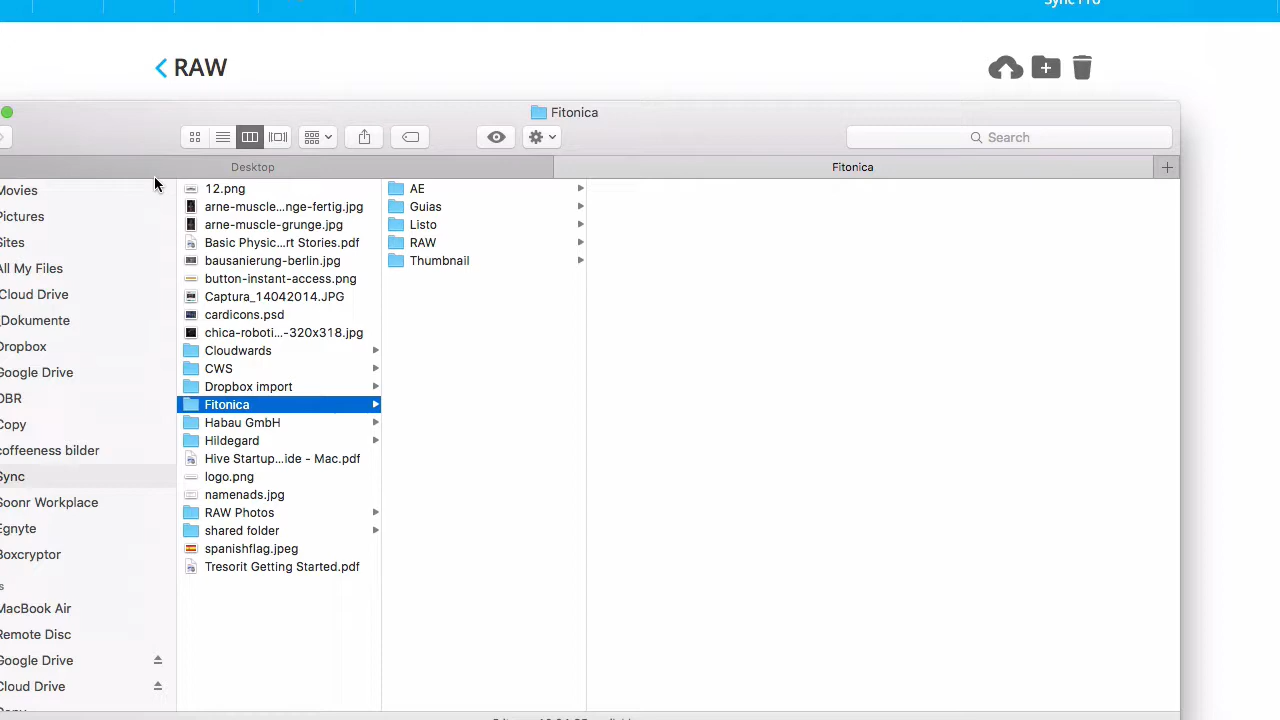 RAW
Fitonica
Search
Desktop
Fitonica
Movies
Pictures
Sites
All My Files
Cloud Drive
Dokumente
Dropbox
Google Drive
OBR
Copy
coffeeness bilder
Sync
Soonr Workplace
Egnyte
Boxcryptor
MacBook Air
Remote Disc
Google Drive
Cloud Drive
12.png
arne-muscle...nge-fertig.jpg
arne-muscle-grunge.jpg
Basic Physic...rt Stories.pdf
bausanierung-berlin.jpg
button-instant-access.png
Captura_14042014.JPG
cardicons.psd
chica-roboti...-320x318.jpg
Cloudwards
CWS
Dropbox import
Fitonica
Habau GmbH
Hildegard
Hive Startup...ide - Mac.pdf
logo.png
namenads.jpg
RAW Photos
shared folder
spanishflag.jpeg
Tresorit Getting Started.pdf
AE
Guias
Listo
RAW
Thumbnail